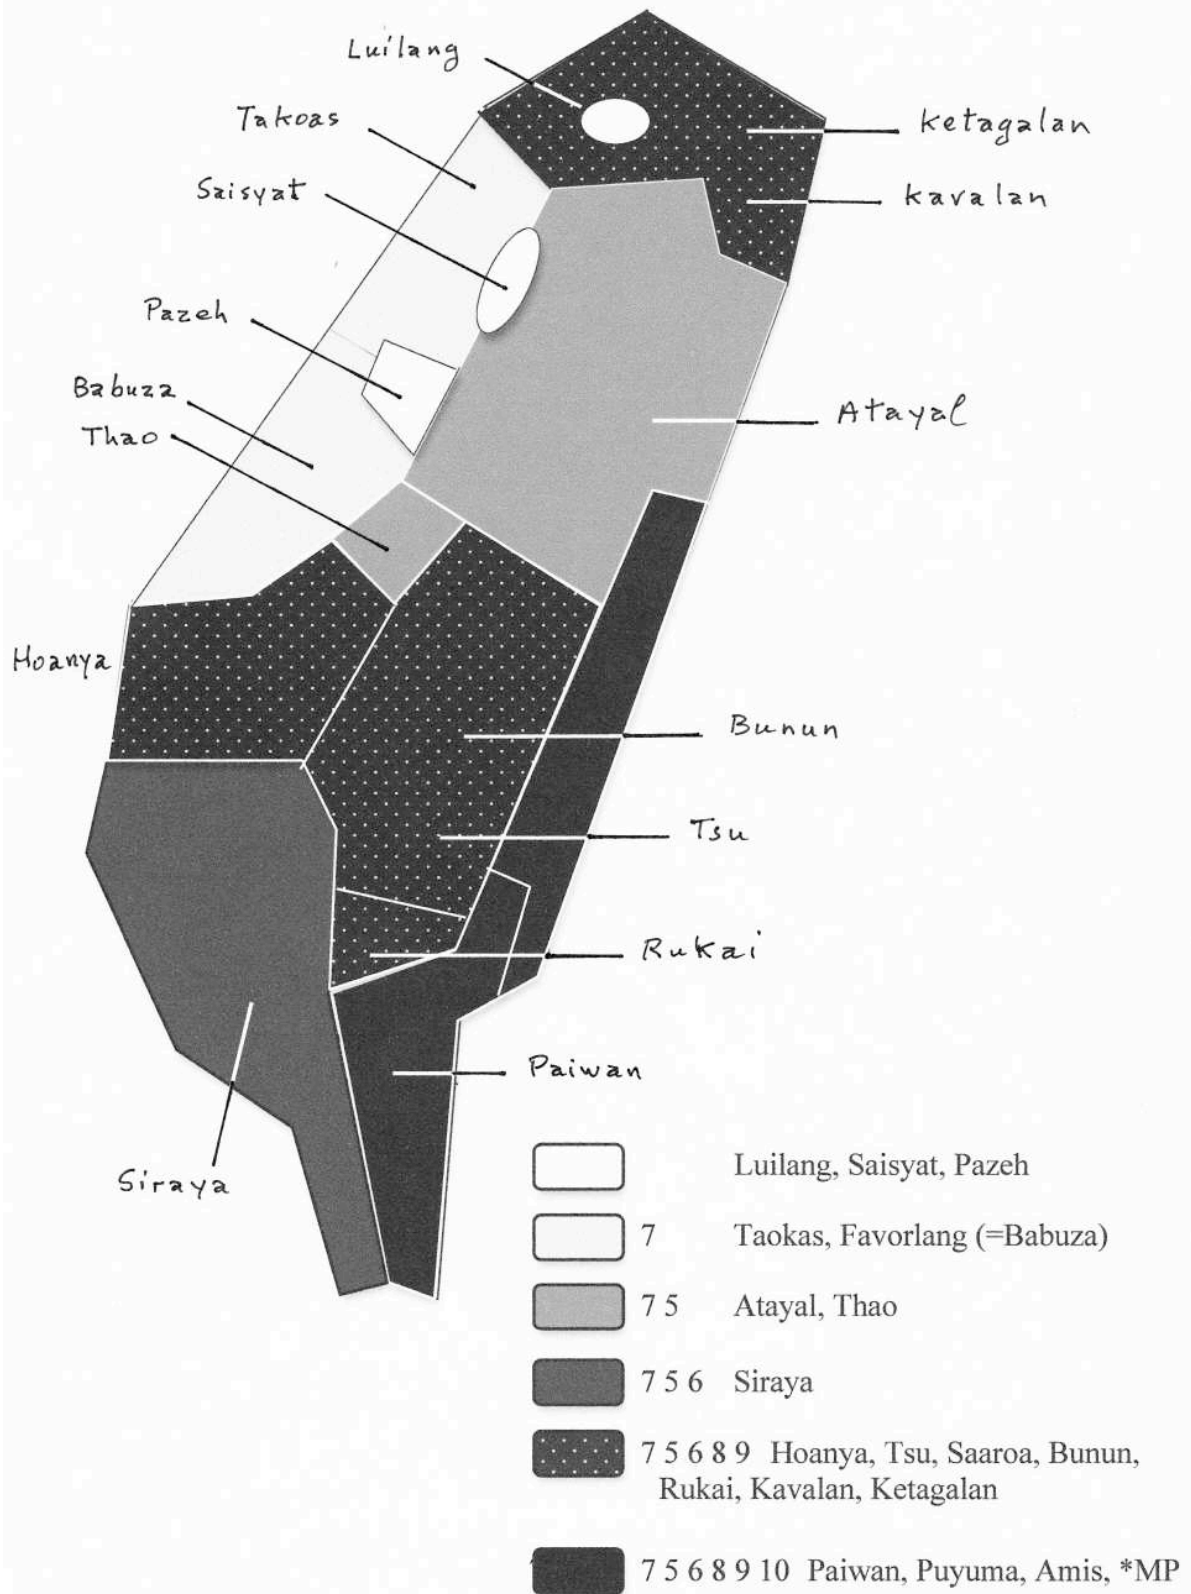 Luilang
Takoas
ketagalan
Saisyat
kavalan
Pazeh
Babuza
Atayal
Thao
Hoanya
Bunun
Tsu
Rukai
Paiwan
Siraya
Luilang, Saisyat, Pazeh
7 Taokas, Favorlang (=Babuza)
7 5 Atayal, Thao
7 5 6 Siraya
7 5 6 8 9 Hoanya, Tsu, Saaroa, Bunun,
Rukai, Kavalan, Ketagalan
7 5 6 8 9 10 Paiwan, Puyuma, Amis, *MP